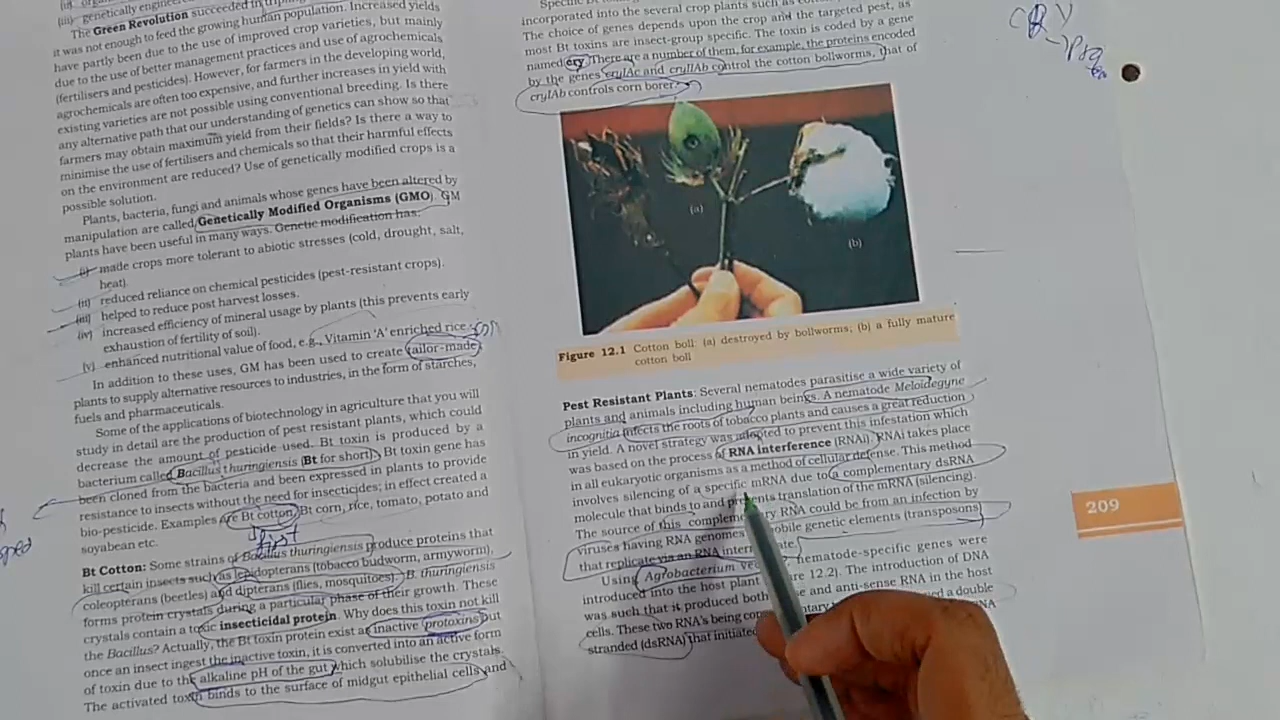 (iii) genetically engineered
The Green Revolution succeeded in tripling
it was not enough to feed the growing human population. Increased yields
have partly been due to the use of improved crop varieties, but mainly
due to the use of better management practices and use of agrochemicals
(fertilisers and pesticides). However, for farmers in the developing world,
agrochemicals are often too expensive, and further increases in yield with
existing varieties are not possible using conventional breeding. Is there
any alternative path that our understanding of genetics can show so that
farmers may obtain maximum yield from their fields? Is there a way to
minimise the use of fertilisers and chemicals so that their harmful effects
on the environment are reduced? Use of genetically modified crops is a
possible solution.
Plants, bacteria, fungi and animals whose genes have been altered by
manipulation are called Genetically Modified Organisms (GMO). GM
plants have been useful in many ways. Genetic modification has:
(i) made crops more tolerant to abiotic stresses (cold, drought, salt,
heat).
(ii) reduced reliance on chemical pesticides (pest-resistant crops).
(iii) helped to reduce post harvest losses.
(iv) increased efficiency of mineral usage by plants (this prevents early
exhaustion of fertility of soil).
(v) enhanced nutritional value of food, e.g., Vitamin 'A' enriched rice.
In addition to these uses, GM has been used to create tailor-made
plants to supply alternative resources to industries, in the form of starches,
fuels and pharmaceuticals.
Some of the applications of biotechnology in agriculture that you will
study in detail are the production of pest resistant plants, which could
decrease the amount of pesticide used. Bt toxin is produced by a
bacterium called Bacillus thuringiensis (Bt for short). Bt toxin gene has
been cloned from the bacteria and been expressed in plants to provide
resistance to insects without the need for insecticides; in effect created a
bio-pesticide. Examples are Bt cotton, Bt corn, rice, tomato, potato and
soyabean etc.
Bt Cotton: Some strains of Bacillus thuringiensis produce proteins that
kill certain insects such as lepidopterans (tobacco budworm, armyworm),
coleopterans (beetles) and dipterans (flies, mosquitoes). B. thuringiensis
forms protein crystals during a particular phase of their growth. These
crystals contain a toxic insecticidal protein. Why does this toxin not kill
the Bacillus? Actually, the Bt toxin protein exist as inactive protoxins but
once an insect ingest the inactive toxin, it is converted into an active form
of toxin due to the alkaline pH of the gut which solubilise the crystals.
The activated toxin binds to the surface of midgut epithelial cells and
Specific Bt
incorporated into the several crop plants such as
The choice of genes depends upon the crop and the targeted pest, as
most Bt toxins are insect-group specific. The toxin is coded by a gene
named cry. There are a number of them, for example, the proteins encoded
by the genes cryIAc and cryIIAb control the cotton bollworms, that of
cryIAb controls corn borer.
(a)
(b)
Figure 12.1 Cotton boll: (a) destroyed by bollworms; (b) a fully mature
cotton boll
Pest Resistant Plants: Several nematodes parasitise a wide variety of
plants and animals including human beings. A nematode Meloidegyne
incognitia infects the roots of tobacco plants and causes a great reduction
in yield. A novel strategy was adopted to prevent this infestation which
was based on the process of RNA interference (RNAi). RNAi takes place
in all eukaryotic organisms as a method of cellular defense. This method
involves silencing of a specific mRNA due to a complementary dsRNA
molecule that binds to and prevents translation of the mRNA (silencing).
The source of this complementary RNA could be from an infection by
viruses having RNA genomes mobile genetic elements (transposons)
that replicate via an RNA intermediate.
Using Agrobacterium nematode-specific genes were
introduced into the host plant 12.2). The introduction of DNA
was such that it produced both and anti-sense RNA in the host
cells. These two RNA's being a double
stranded (dsRNA) that initiated
209